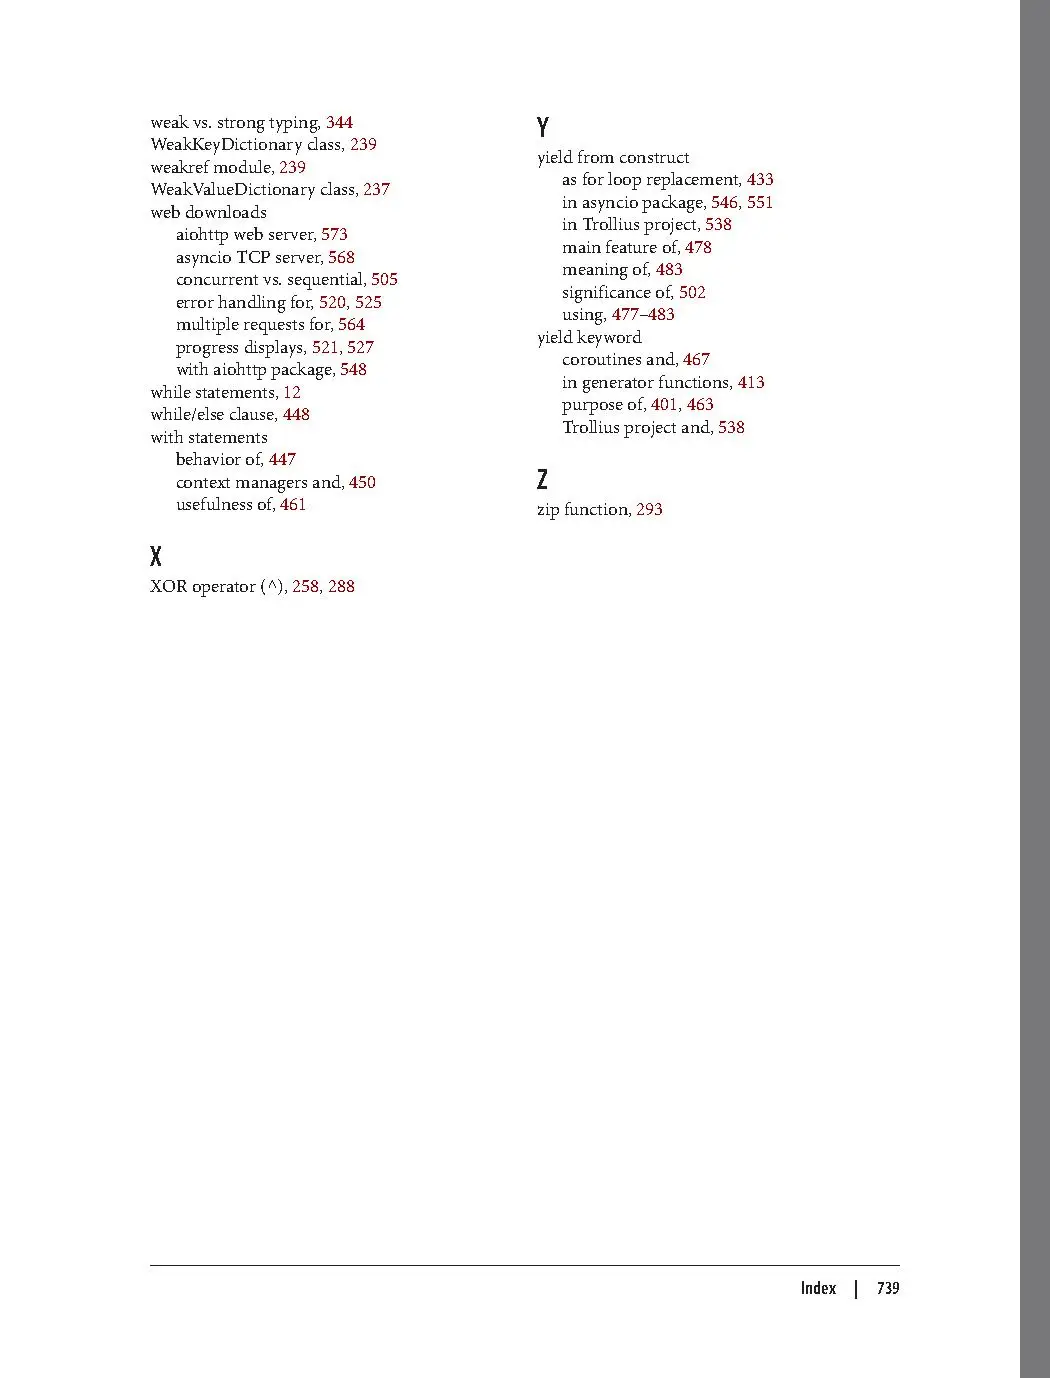 weak vs. strong typing, 344
WeakKeyDictionary class, 239
weakref module, 239
WeakValueDictionary class, 237
web downloads
aiohttp web server, 573
asyncio TCP server, 568
concurrent vs. sequential, 505
error handling for, 520, 525
multiple requests for, 564
progress displays, 521, 527
with aiohttp package, 548
while statements, 12
while/else clause, 448
with statements
behavior of, 447
context managers and, 450
usefulness of, 461
X
XOR operator (^), 258, 288
Y
yield from construct
as for loop replacement, 433
in asyncio package, 546, 551
in Trollius project, 538
main feature of, 478
meaning of, 483
significance of, 502
using, 477–483
yield keyword
coroutines and, 467
in generator functions, 413
purpose of, 401, 463
Trollius project and, 538
Z
zip function, 293
Index | 739